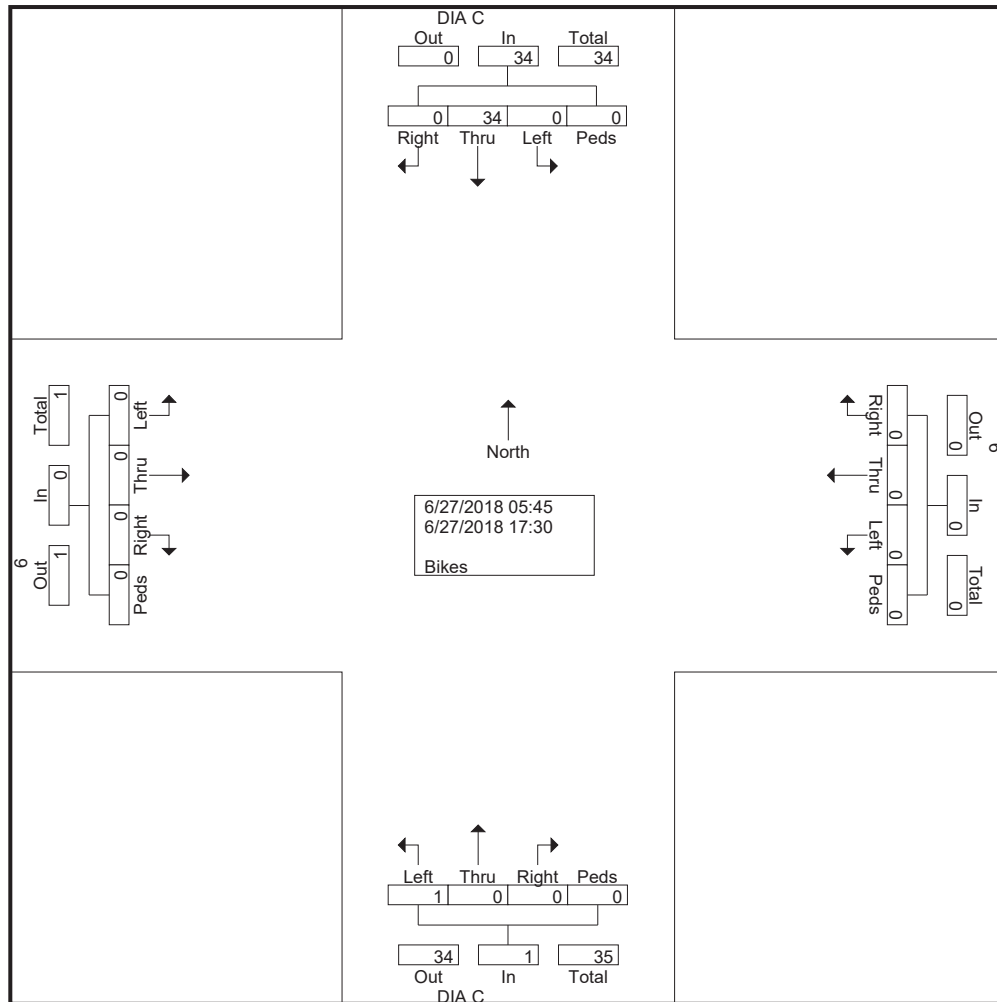 DIA C
Out In Total
0 34 34
0 34 0 0
Right Thru Left Peds
Total In Out
1 0 1
6
0 0 0 0
Left Thru Right Peds
North
6/27/2018 05:45
6/27/2018 17:30
Bikes
Right Thru Left Peds
0 0 0 0
Out In Total
0 0 0
6
Left Thru Right Peds
1 0 0 0
34 1 35
Out In Total
DIA C